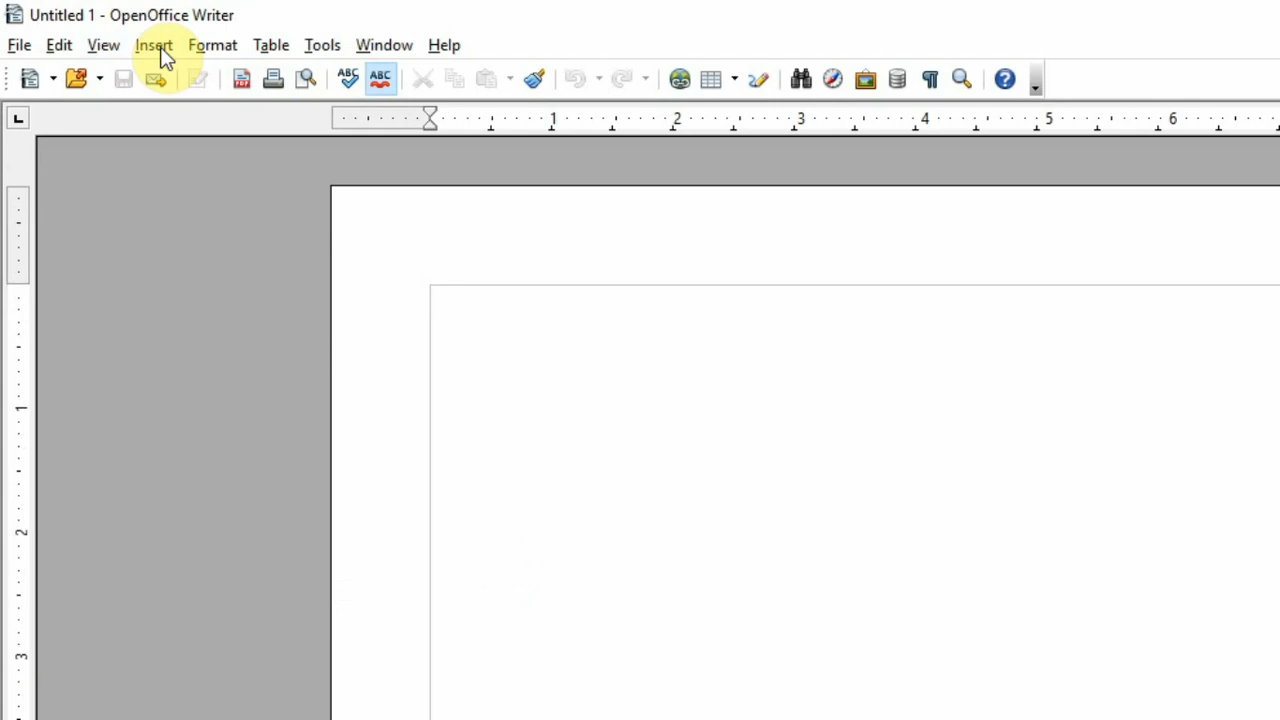 Untitled 1 - OpenOffice Writer
File Edit View Insert Format Table Tools Window Help
PDF ABC ABC
1 2 3 4 5 6
1
2
3